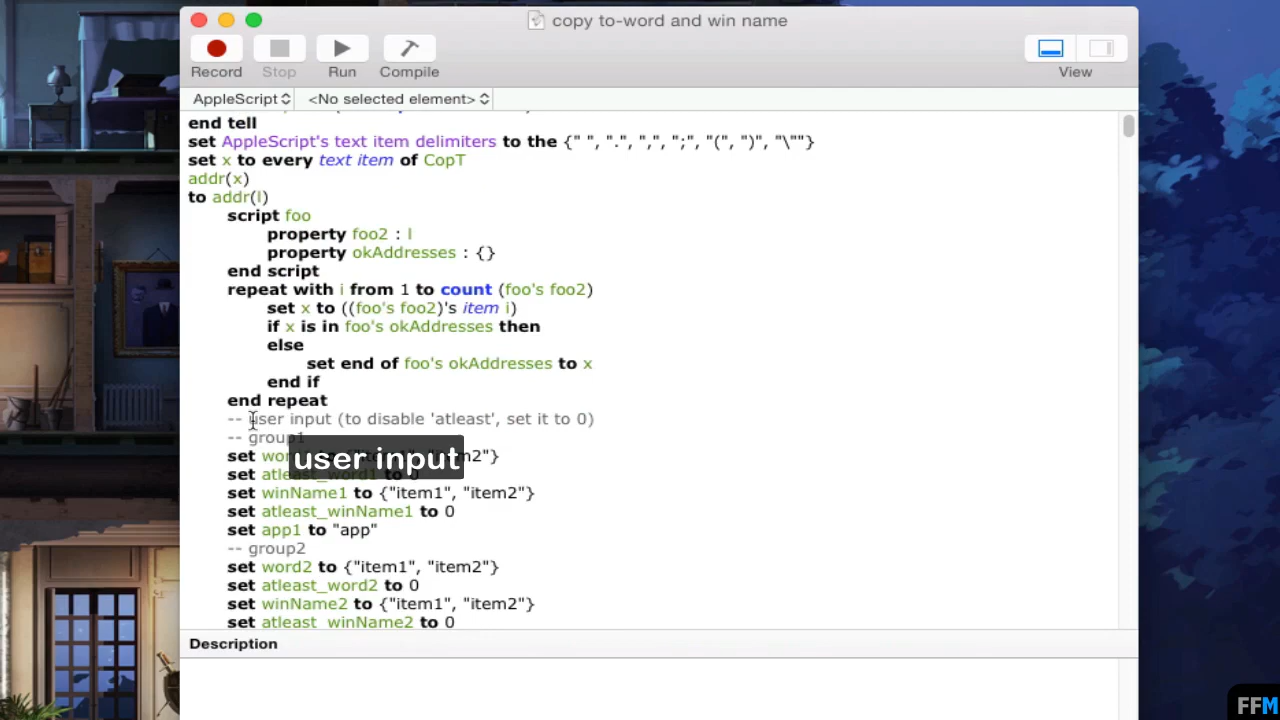 copy to-word and win name
Record Stop Run Compile View
AppleScript <No selected element>
end tell
set AppleScript's text item delimiters to the {" ", ".", ",", ";", "(", ")", "\""}
set x to every text item of CopT
addr(x)
to addr(l)
script foo
property foo2 : l
property okAddresses : {}
end script
repeat with i from 1 to count (foo's foo2)
set x to ((foo's foo2)'s item i)
if x is in foo's okAddresses then
else
set end of foo's okAddresses to x
end if
end repeat
-- user input (to disable 'atleast', set it to 0)
-- group1
user input
set winName1 to {"item1", "item2"}
set atleast_winName1 to 0
set app1 to "app"
-- group2
set word2 to {"item1", "item2"}
set atleast_word2 to 0
set winName2 to {"item1", "item2"}
set atleast_winName2 to 0
Description
FFM